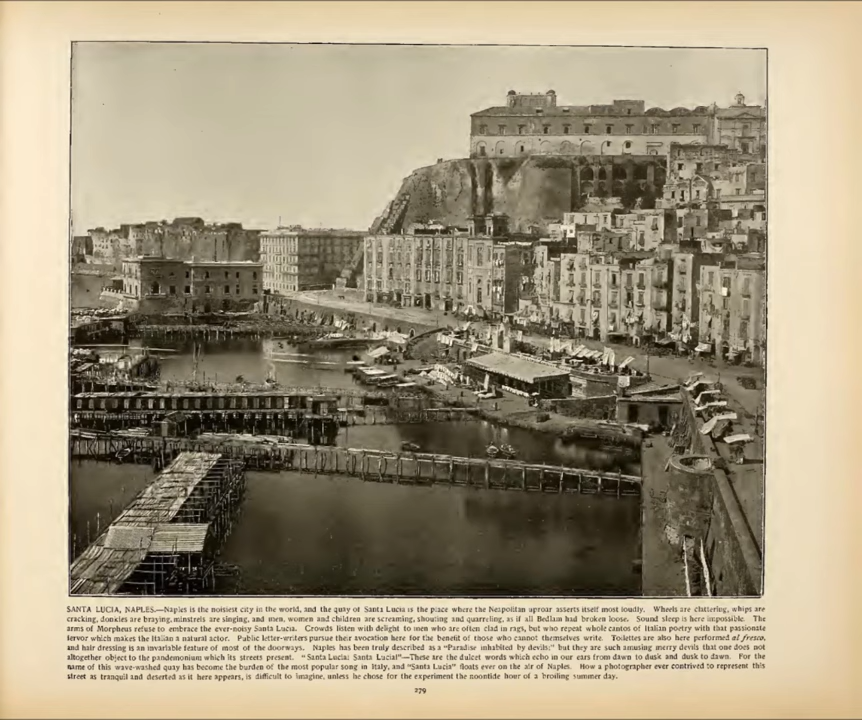 SANTA LUCIA, NAPLES.—Naples is the noisiest city in the world, and the quay of Santa Lucia is the place where the Neapolitan uproar asserts itself most loudly. Wheels are clattering, whips are
cracking, donkies are braying, minstrels are singing, and men, women and children are screaming, shouting and quarreling, as if all Bedlam had broken loose. Sound sleep is here impossible. The
arms of Morpheus refuse to embrace the ever-noisy Santa Lucia. Crowds listen with delight to men who are often clad in rags, but who repeat whole cantos of Italian poetry with that passionate
fervor which makes the Italian a natural actor. Public letter-writers pursue their avocation here for the benefit of those who cannot themselves write. Toilettes are also here performed al fresco,
and hair dressing is an invariable feature of most of the doorways. Naples has been truly described as a "Paradise inhabited by devils;" but they are such amusing merry devils that one does not
altogether object to the pandemonium which its streets present. "Santa Lucia! Santa Lucia!"—These are the dulcet words which echo in our ears from dawn to dusk and dusk to dawn. For the
name of this wave-washed quay has become the burden of the most popular song in Italy, and "Santa Lucia" floats ever on the air of Naples. How a photographer ever contrived to represent this
street as tranquil and deserted as it here appears, is difficult to imagine, unless he chose for the experiment the noontide hour of a broiling summer day.
279